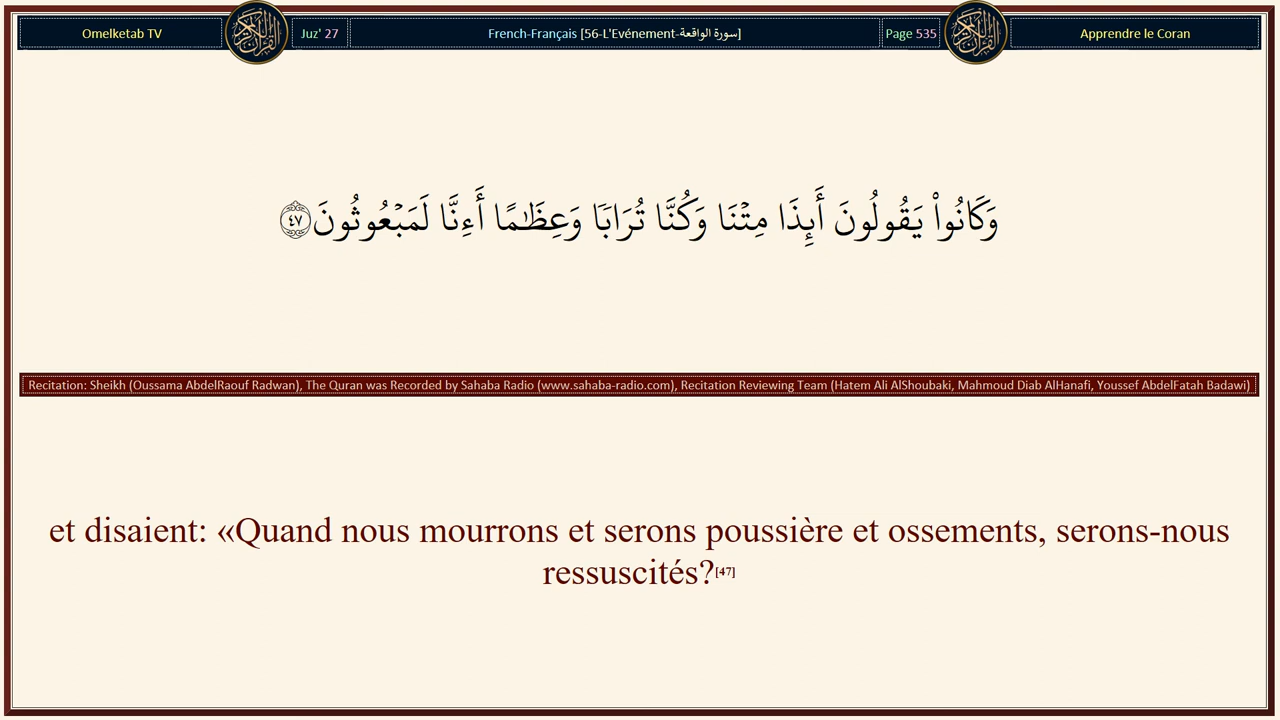 Omelketab TV
Juz' 27
French-Français [56-L'Evénement-سورة الواقعة]
Page 535
Apprendre le Coran
وَكَانُوا۟ يَقُولُونَ أَئِذَا مِتْنَا وَكُنَّا تُرَابًا وَعِظَٰمًا أَءِنَّا لَمَبْعُوثُونَ ٤٧
Recitation: Sheikh (Oussama AbdelRaouf Radwan), The Quran was Recorded by Sahaba Radio (www.sahaba-radio.com), Recitation Reviewing Team (Hatem Ali AlShoubaki, Mahmoud Diab AlHanafi, Youssef AbdelFatah Badawi)
et disaient: «Quand nous mourrons et serons poussière et ossements, serons-nous
ressuscités?[47]